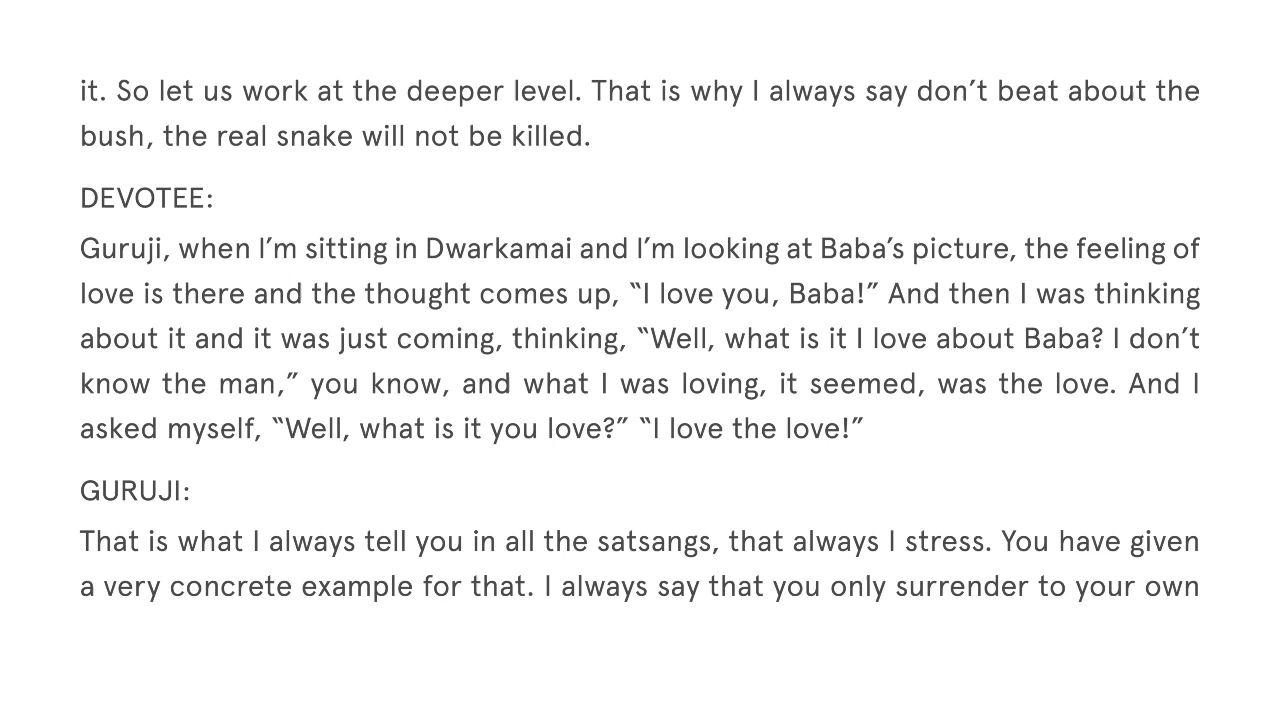 it. So let us work at the deeper level. That is why I always say don’t beat about the
bush, the real snake will not be killed.
DEVOTEE:
Guruji, when I’m sitting in Dwarkamai and I’m looking at Baba’s picture, the feeling of
love is there and the thought comes up, “I love you, Baba!” And then I was thinking
about it and it was just coming, thinking, “Well, what is it I love about Baba? I don’t
know the man,” you know, and what I was loving, it seemed, was the love. And I
asked myself, “Well, what is it you love?” “I love the love!”
GURUJI:
That is what I always tell you in all the satsangs, that always I stress. You have given
a very concrete example for that. I always say that you only surrender to your own